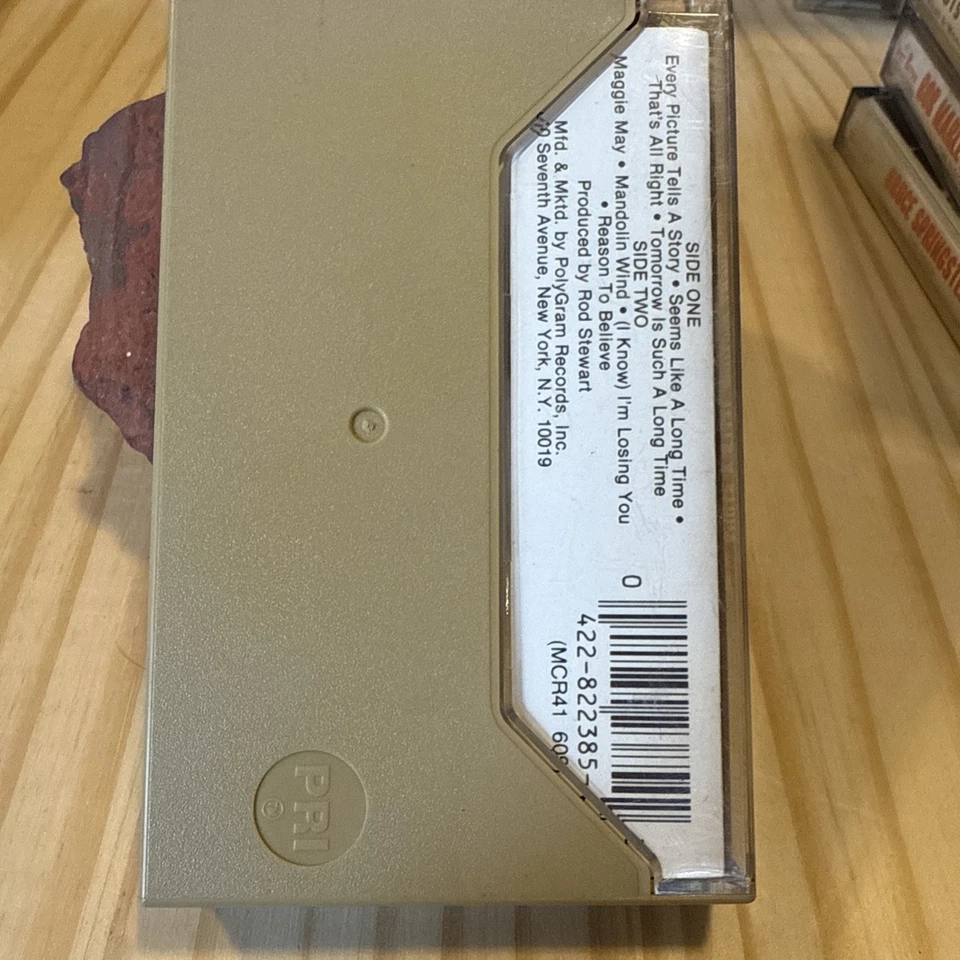 SIDE ONE
Every Picture Tells A Story • Seems Like A Long Time •
That's All Right • Tomorrow Is Such A Long Time
SIDE TWO
Maggie May • Mandolin Wind • (I Know) I'm Losing You
• Reason To Believe
Produced by Rod Stewart
Mfd. & Mktd. by PolyGram Records, Inc.
Seventh Avenue, New York, N.Y. 10019
0
422-822385-
(MCR41
PRI